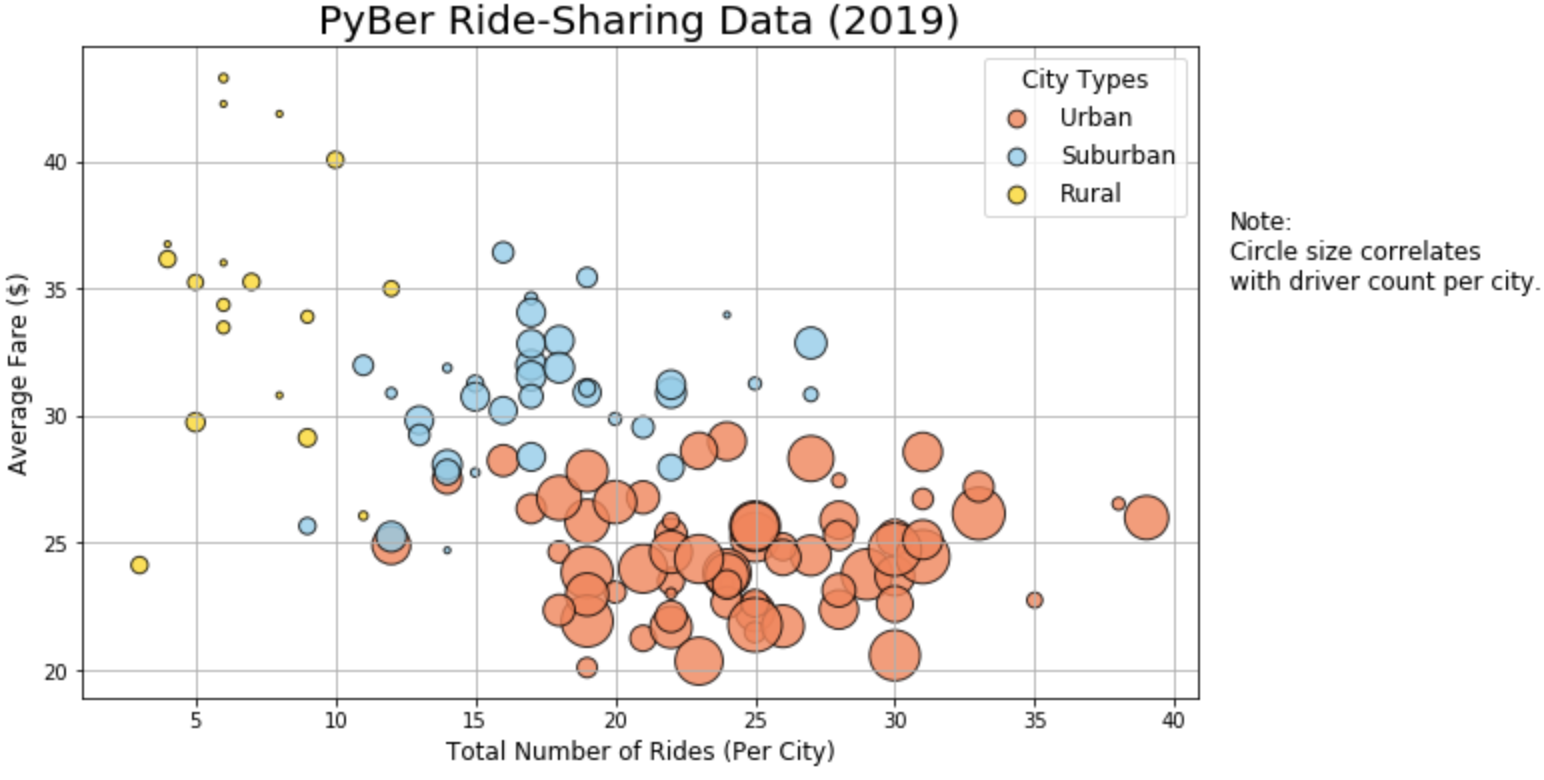 PyBer Ride-Sharing Data (2019)
City Types
Urban
Suburban
Rural
Note:
Circle size correlates
with driver count per city.
Average Fare ($)
40
35
30
25
20
5 10 15 20 25 30 35 40
Total Number of Rides (Per City)